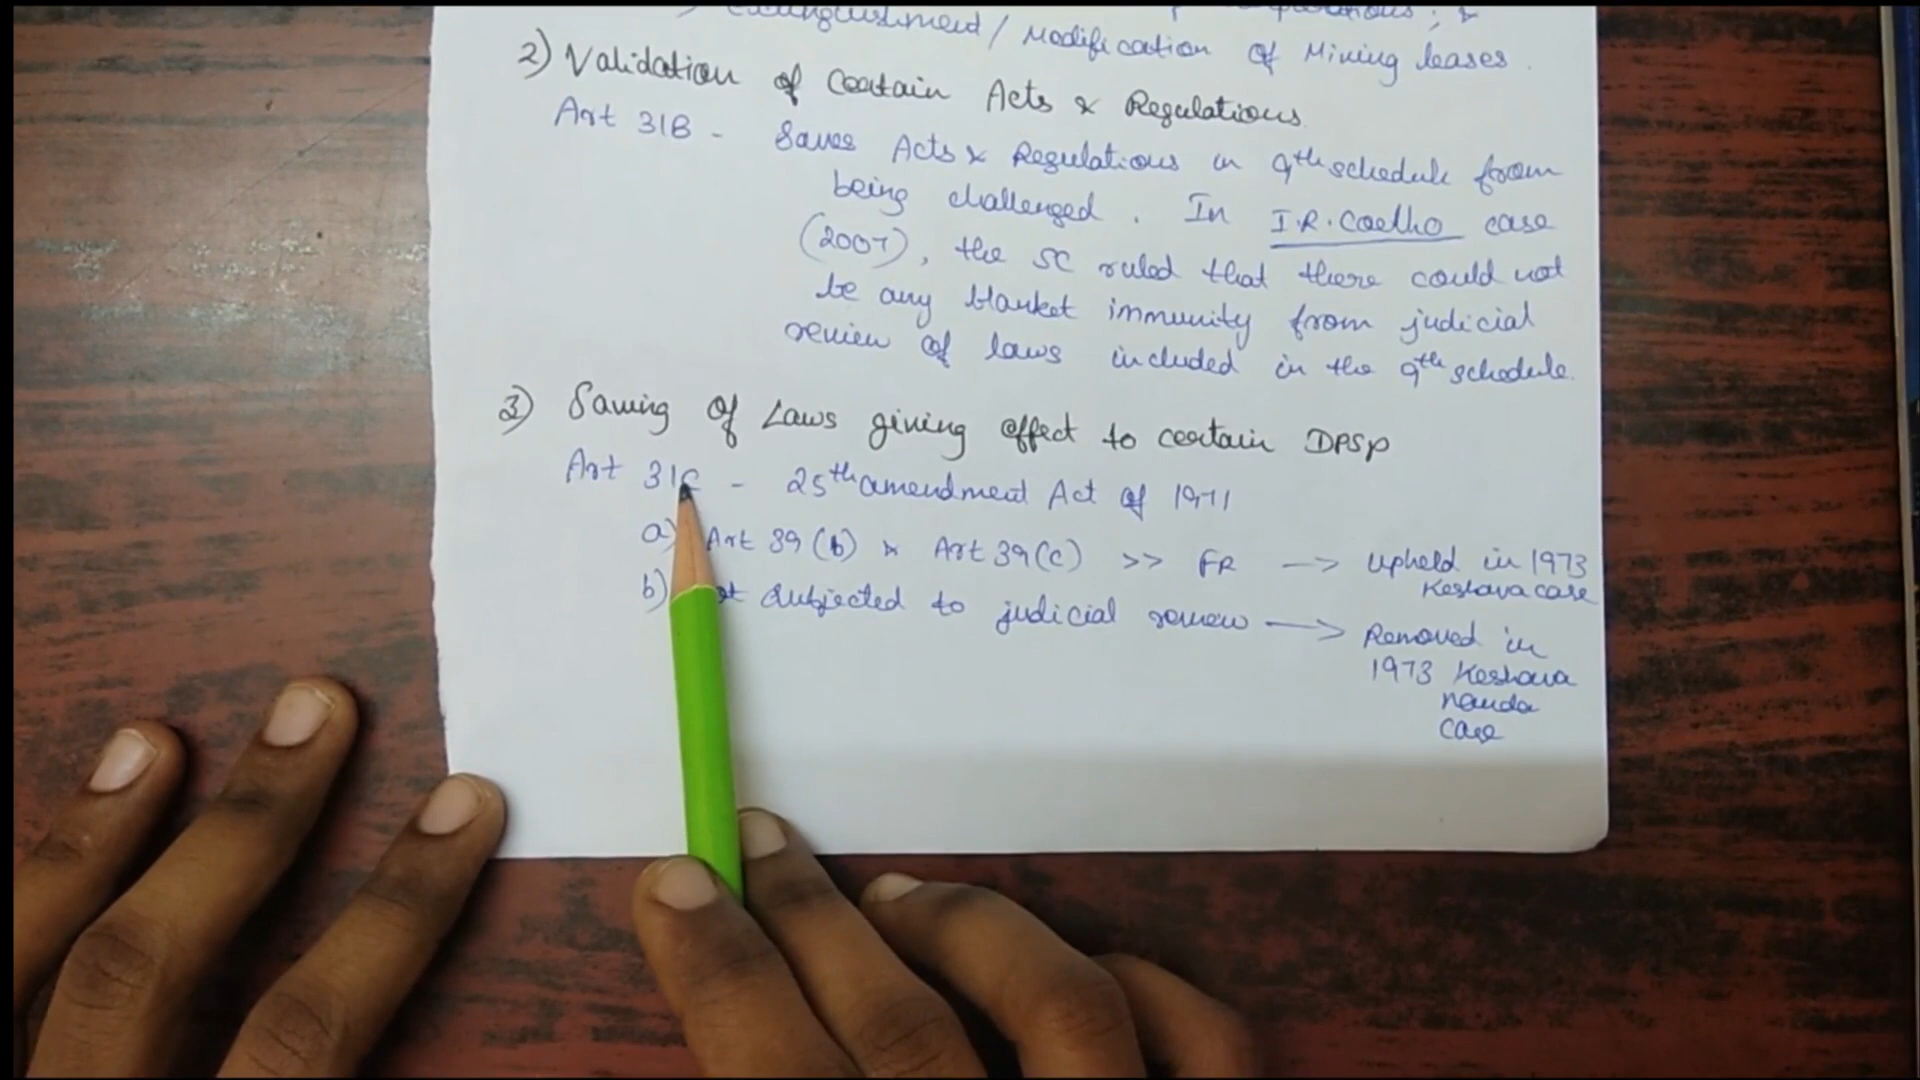 extinguishment/ Modification of Mining leases.
2) Validation of Certain Acts & Regulations
Art 31B - Saves Acts & Regulations in 9th schedule from
being challenged. In I.R. Coelho case
(2007), the SC ruled that there could not
be any blanket immunity from judicial
review of laws included in the 9th schedule.
3) Saving of Laws giving effect to certain DPSP
Art 31C - 25th amendment Act of 1971
a) Art 39(b) & Art 39(c) >> FR → upheld in 1973
Keshava case
b) subjected to judicial review → Removed in
1973 Keshava
nanda
case